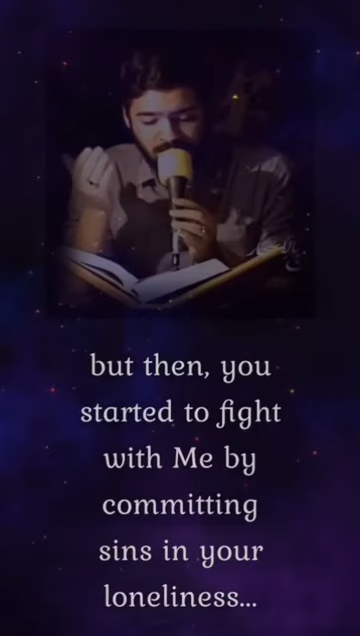 but then, you
started to fight
with Me by
committing
sins in your
loneliness...